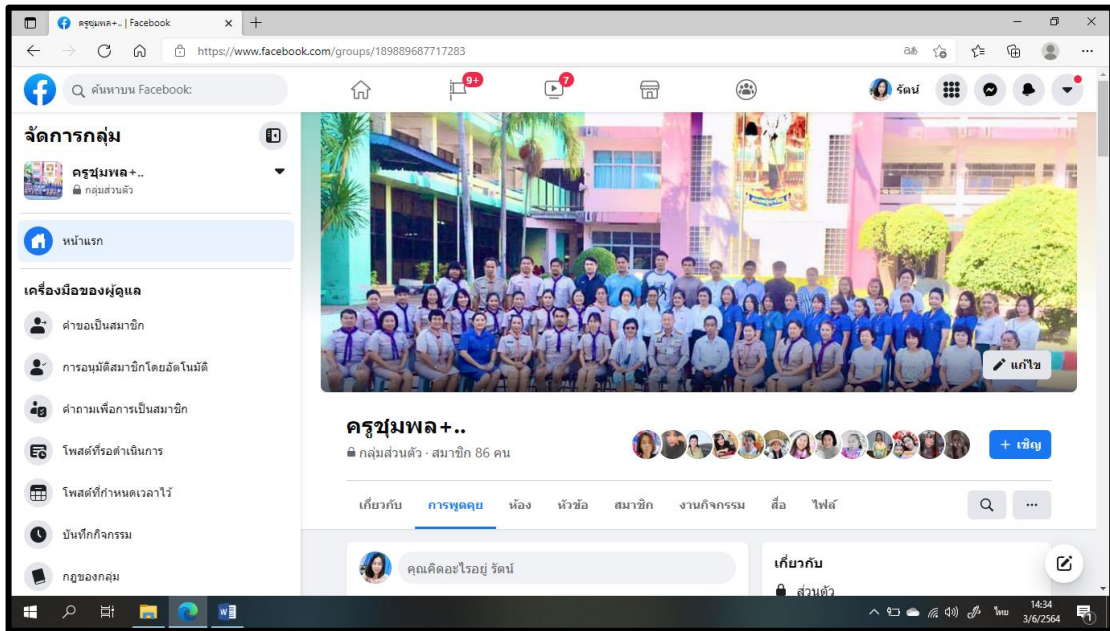 ครูชุมพล+.. | Facebook
https://www.facebook.com/groups/189889687717283
ค้นหาบน Facebook:
9+
7
รัตน์
จัดการกลุ่ม
ครูชุมพล+..
กลุ่มส่วนตัว
หน้าแรก
เครื่องมือของผู้ดูแล
คำขอเป็นสมาชิก
การอนุมัติสมาชิกโดยอัตโนมัติ
คำถามเพื่อการเป็นสมาชิก
โพสต์ที่รอดำเนินการ
โพสต์ที่กำหนดเวลาไว้
บันทึกกิจกรรม
กฎของกลุ่ม
แก้ไข
ครูชุมพล+..
กลุ่มส่วนตัว · สมาชิก 86 คน
+ เชิญ
เกี่ยวกับ การพูดคุย ห้อง หัวข้อ สมาชิก งานกิจกรรม สื่อ ไฟล์
คุณคิดอะไรอยู่ รัตน์
เกี่ยวกับ
ส่วนตัว
ไทย
14:34
3/6/2564